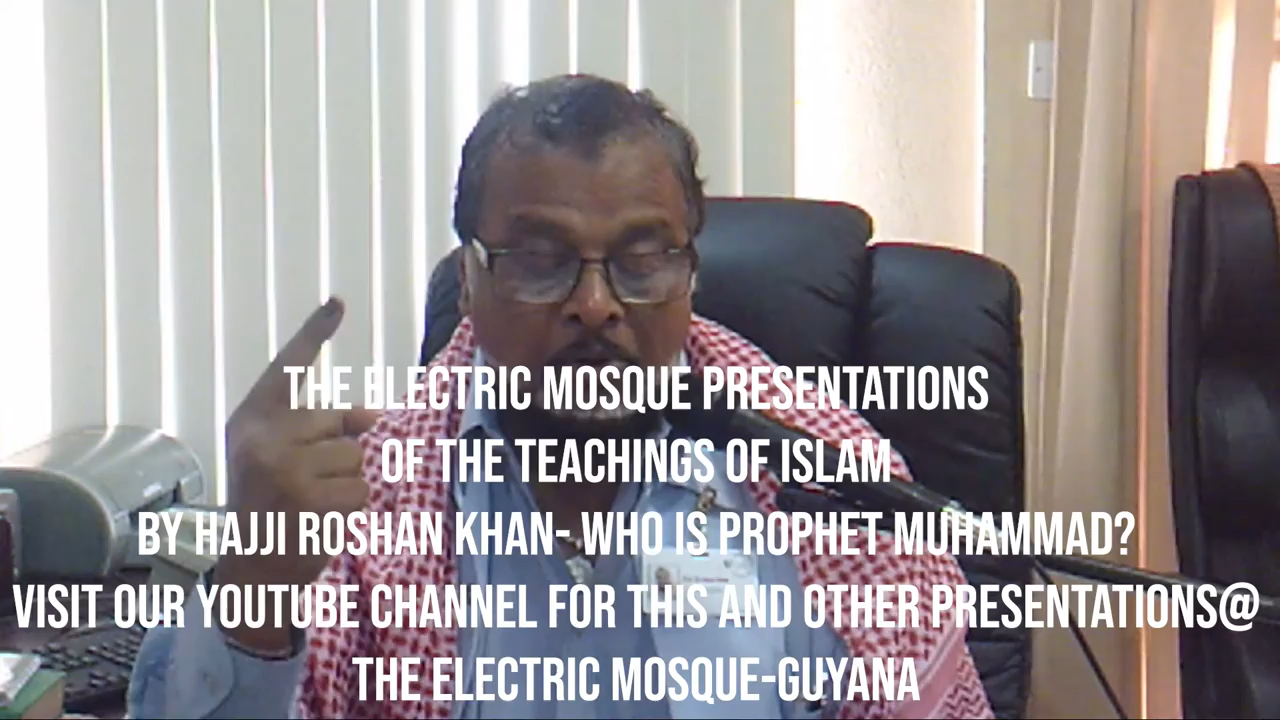 THE ELECTRIC MOSQUE PRESENTATIONS
OF THE TEACHINGS OF ISLAM
BY HAJJI ROSHAN KHAN- WHO IS PROPHET MUHAMMAD?
VISIT OUR YOUTUBE CHANNEL FOR THIS AND OTHER PRESENTATIONS@
THE ELECTRIC MOSQUE-GUYANA